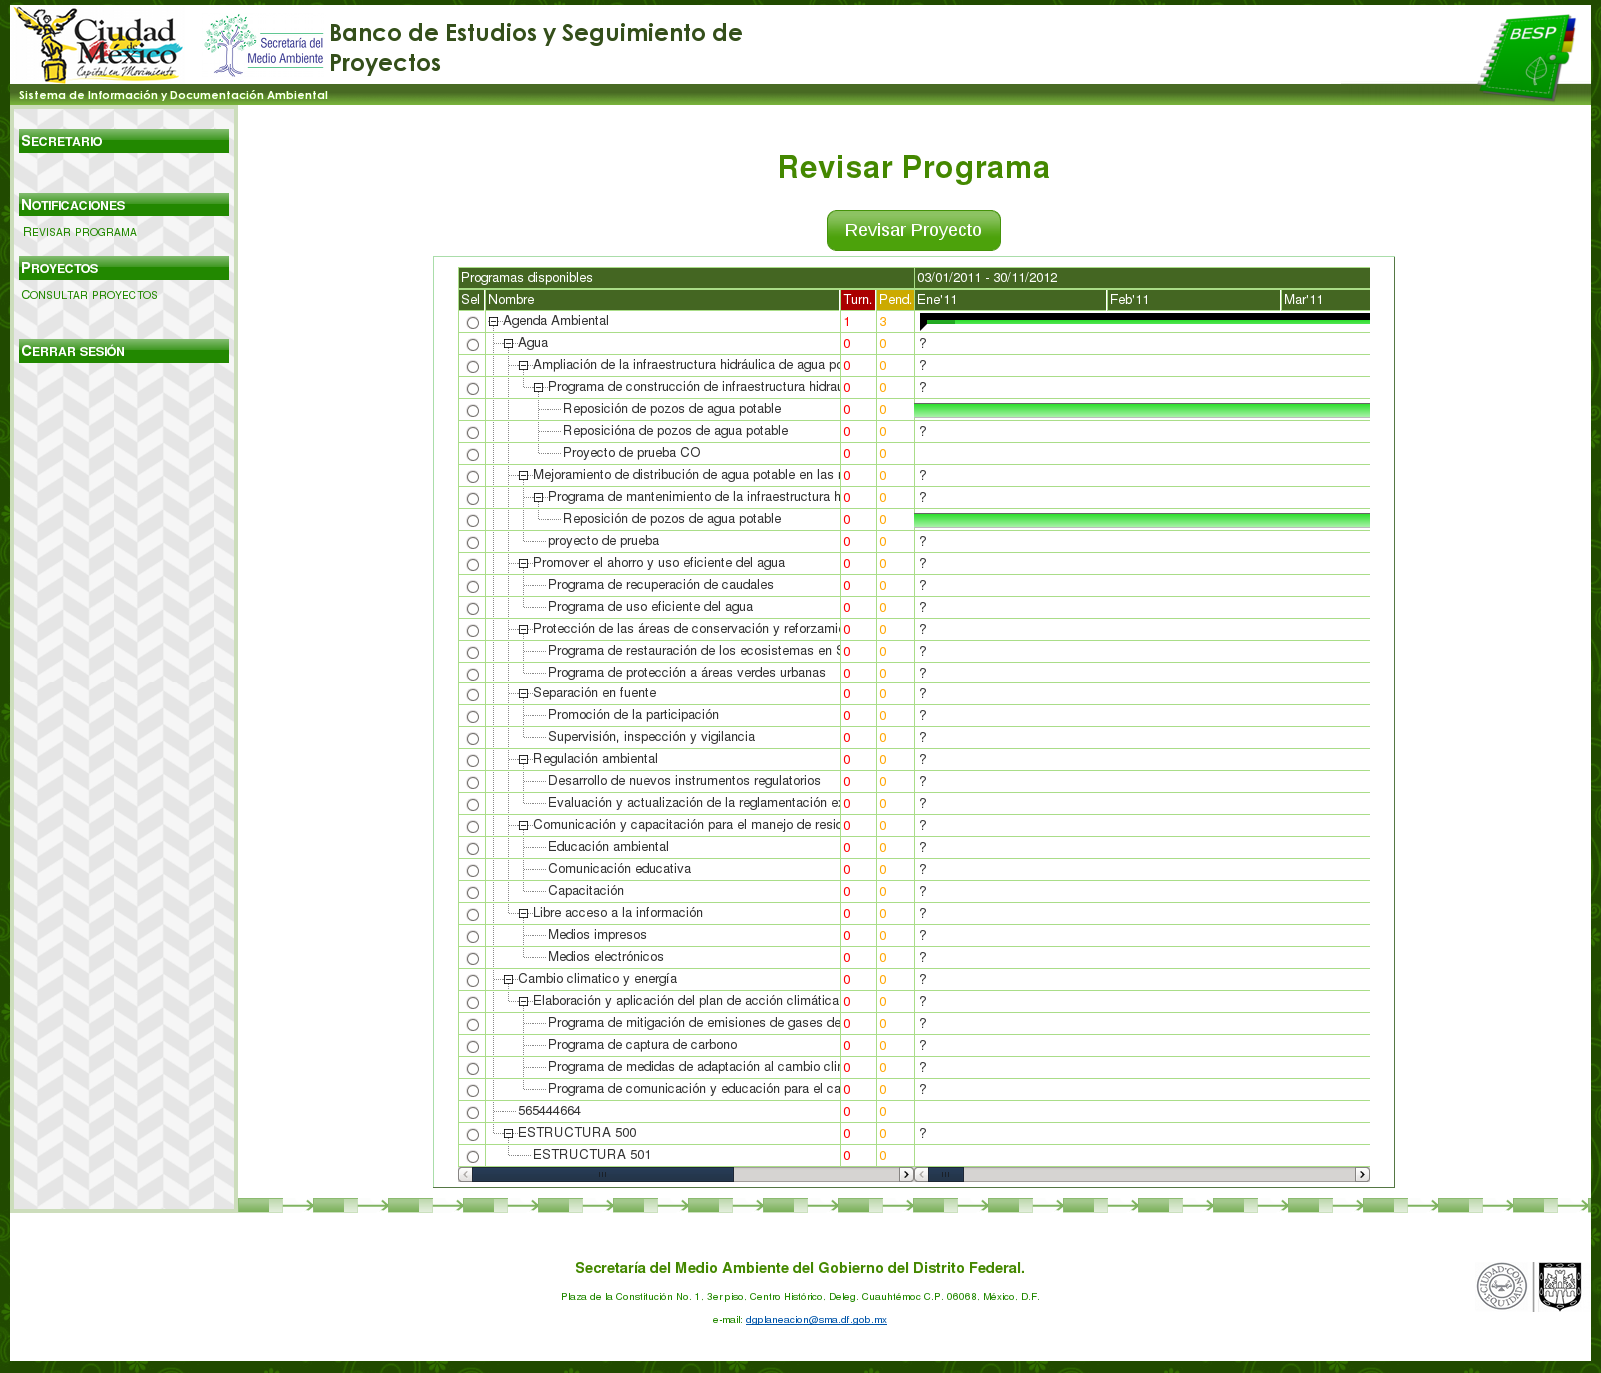 Ciudad de México
Capital en Movimiento
Secretaría del
Medio Ambiente
Banco de Estudios y Seguimiento de
Proyectos
BESP
Sistema de Información y Documentación Ambiental
SECRETARIO
NOTIFICACIONES
REVISAR PROGRAMA
PROYECTOS
CONSULTAR PROYECTOS
CERRAR SESIÓN
Revisar Programa
Revisar Proyecto
Programas disponibles 03/01/2011 - 30/11/2012
Sel Nombre Turn. Pend. Ene'11 Feb'11 Mar'11
Agenda Ambiental 1 3
Agua 0 0 ?
Ampliación de la infraestructura hidráulica de agua po 0 0 ?
Programa de construcción de infraestructura hidrau 0 0 ?
Reposición de pozos de agua potable 0 0
Reposicióna de pozos de agua potable 0 0 ?
Proyecto de prueba CO 0 0
Mejoramiento de distribución de agua potable en las 0 0 ?
Programa de mantenimiento de la infraestructura h 0 0 ?
Reposición de pozos de agua potable 0 0
proyecto de prueba 0 0 ?
Promover el ahorro y uso eficiente del agua 0 0 ?
Programa de recuperación de caudales 0 0 ?
Programa de uso eficiente del agua 0 0 ?
Protección de las áreas de conservación y reforzamie 0 0 ?
Programa de restauración de los ecosistemas en S 0 0 ?
Programa de protección a áreas verdes urbanas 0 0 ?
Separación en fuente 0 0 ?
Promoción de la participación 0 0 ?
Supervisión, inspección y vigilancia 0 0 ?
Regulación ambiental 0 0 ?
Desarrollo de nuevos instrumentos regulatorios 0 0 ?
Evaluación y actualización de la reglamentación ex 0 0 ?
Comunicación y capacitación para el manejo de resid 0 0 ?
Educación ambiental 0 0 ?
Comunicación educativa 0 0 ?
Capacitación 0 0 ?
Libre acceso a la información 0 0 ?
Medios impresos 0 0 ?
Medios electrónicos 0 0 ?
Cambio climatico y energía 0 0 ?
Elaboración y aplicación del plan de acción climática 0 0 ?
Programa de mitigación de emisiones de gases de 0 0 ?
Programa de captura de carbono 0 0 ?
Programa de medidas de adaptación al cambio clim 0 0 ?
Programa de comunicación y educación para el ca 0 0 ?
565444664 0 0
ESTRUCTURA 500 0 0 ?
ESTRUCTURA 501 0 0
Secretaría del Medio Ambiente del Gobierno del Distrito Federal.
Plaza de la Constitución No. 1. 3er piso. Centro Histórico. Deleg. Cuauhtémoc C.P. 06068. México. D.F.
e-mail: dgplaneacion@sma.df.gob.mx
CIUDAD CON EQUIDAD